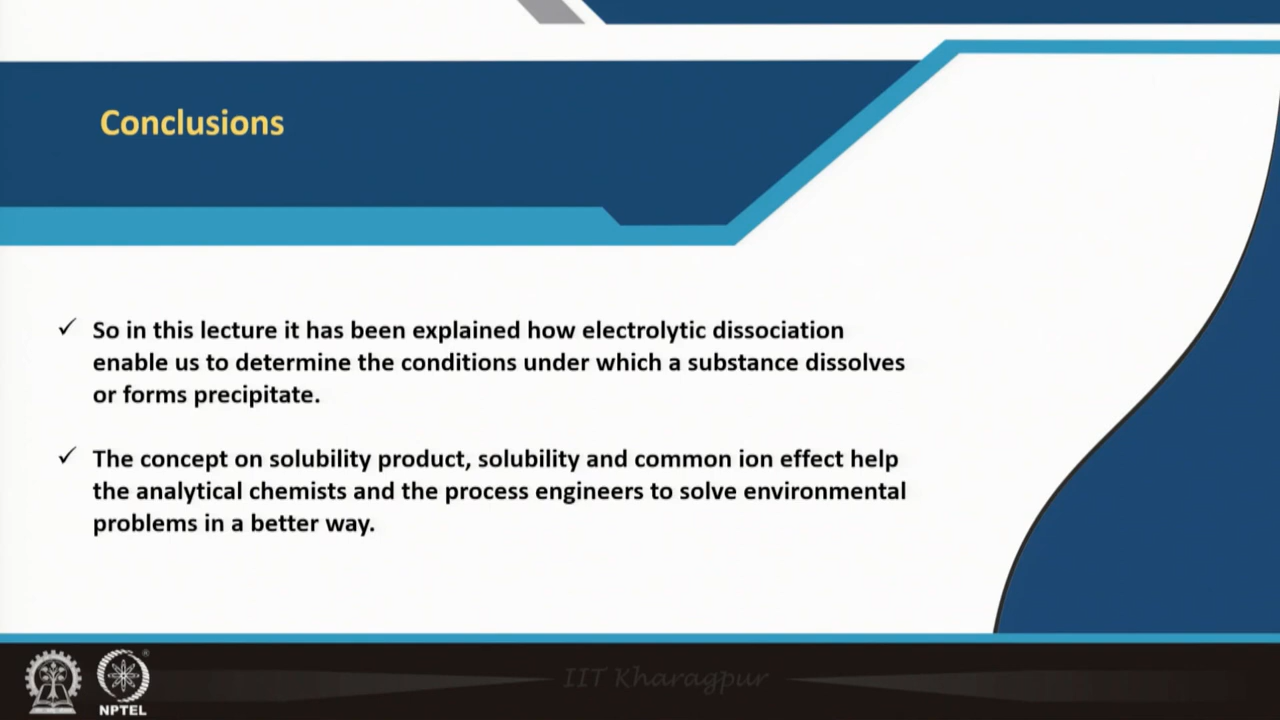 Conclusions
✓ So in this lecture it has been explained how electrolytic dissociation
enable us to determine the conditions under which a substance dissolves
or forms precipitate.
✓ The concept on solubility product, solubility and common ion effect help
the analytical chemists and the process engineers to solve environmental
problems in a better way.
IIT Kharagpur
®
NPTEL